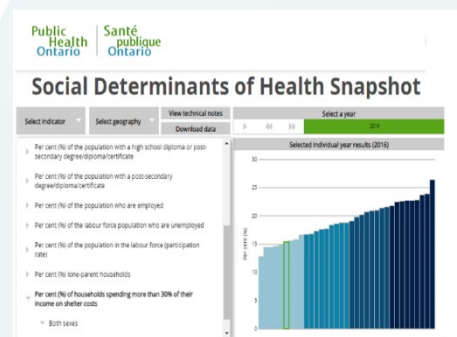 Public
Health
Ontario
Santé
publique
Ontario
Social Determinants of Health Snapshot
Select indicator
Select geography
View technical notes
Download data
Select a year
2016
Per cent (%) of the population with a high school diploma or post-
secondary degree/diploma/certificate
Per cent (%) of the population with a post-secondary
degree/diploma/certificate
Per cent (%) of the population who are employed
Per cent (%) of the labour force population who are unemployed
Per cent (%) of the population in the labour force (participation
rate)
Per cent (%) lone-parent households
Per cent (%) of households spending more than 30% of their
income on shelter costs
Both sexes
Selected individual year results (2016)
Per cent (%)
30
25
20
15
10
5
0